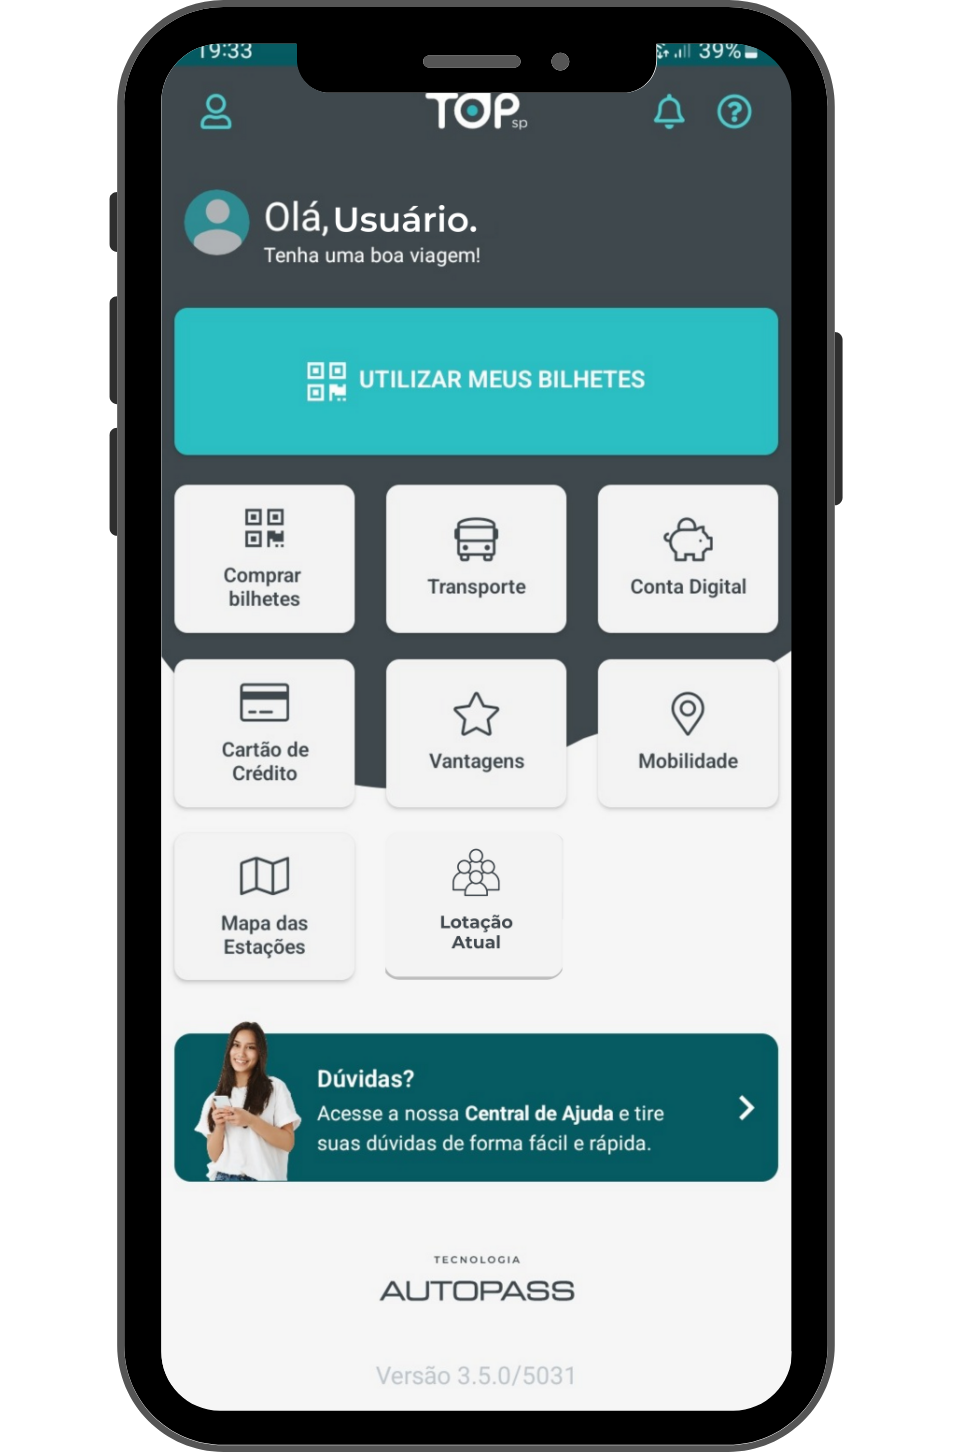 19:33
39%
TOP
sp
Olá, Usuário.
Tenha uma boa viagem!
UTILIZAR MEUS BILHETES
Comprar
bilhetes
Transporte
Conta Digital
Cartão de
Crédito
Vantagens
Mobilidade
Mapa das
Estações
Lotação
Atual
Dúvidas?
Acesse a nossa Central de Ajuda e tire
suas dúvidas de forma fácil e rápida.
TECNOLOGIA
AUTOPASS
Versão 3.5.0/5031